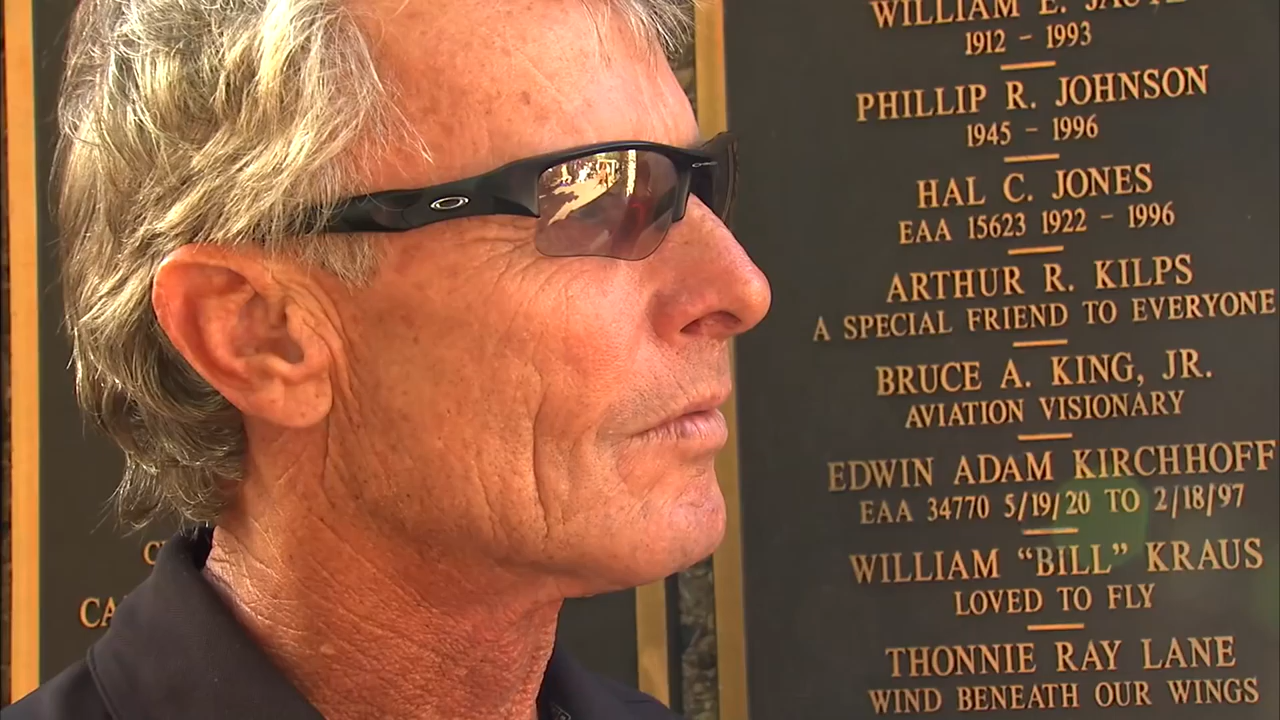 WILLIAM E.
1912 – 1993
PHILLIP R. JOHNSON
1945 – 1996
HAL C. JONES
EAA 15623 1922 – 1996
ARTHUR R. KILPS
A SPECIAL FRIEND TO EVERYONE
BRUCE A. KING, JR.
AVIATION VISIONARY
EDWIN ADAM KIRCHHOFF
EAA 34770 5/19/20 TO 2/18/97
WILLIAM “BILL” KRAUS
LOVED TO FLY
THONNIE RAY LANE
WIND BENEATH OUR WINGS